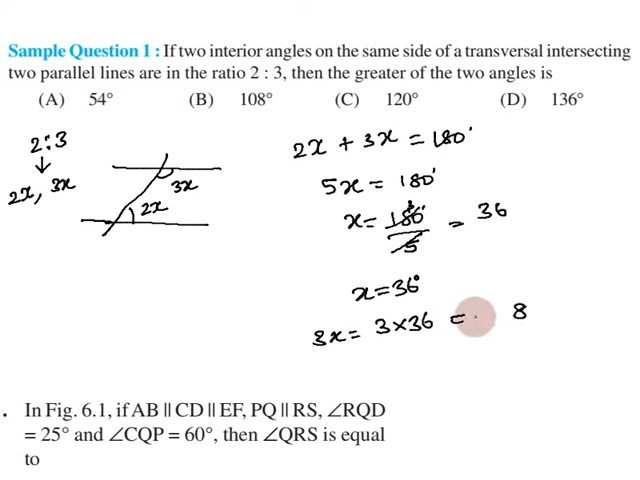 Sample Question 1 : If two interior angles on the same side of a transversal intersecting
two parallel lines are in the ratio 2 : 3, then the greater of the two angles is
(A) 54° (B) 108° (C) 120° (D) 136°
2:3
2x, 3x
3x
2x
2x + 3x = 180°
5x = 180°
x = 180°/5 = 36
x = 36°
3x = 3×36 = 8
. In Fig. 6.1, if AB || CD || EF, PQ || RS, ∠RQD
= 25° and ∠CQP = 60°, then ∠QRS is equal
to